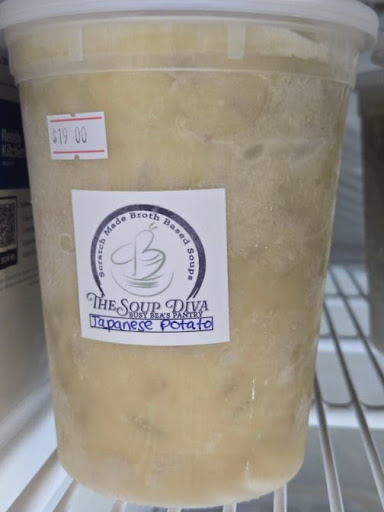 $19.00
Scratch Made Broth Based Soups
THE SOUP DIVA
BUSY BEA'S PANTRY
Japanese Potato